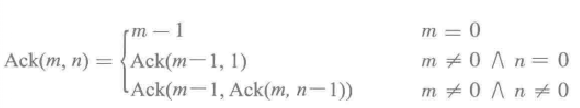 Ack(m, n) = { m − 1    m = 0
Ack(m−1, 1)    m ≠ 0 ∧ n = 0
Ack(m−1, Ack(m, n−1))    m ≠ 0 ∧ n ≠ 0